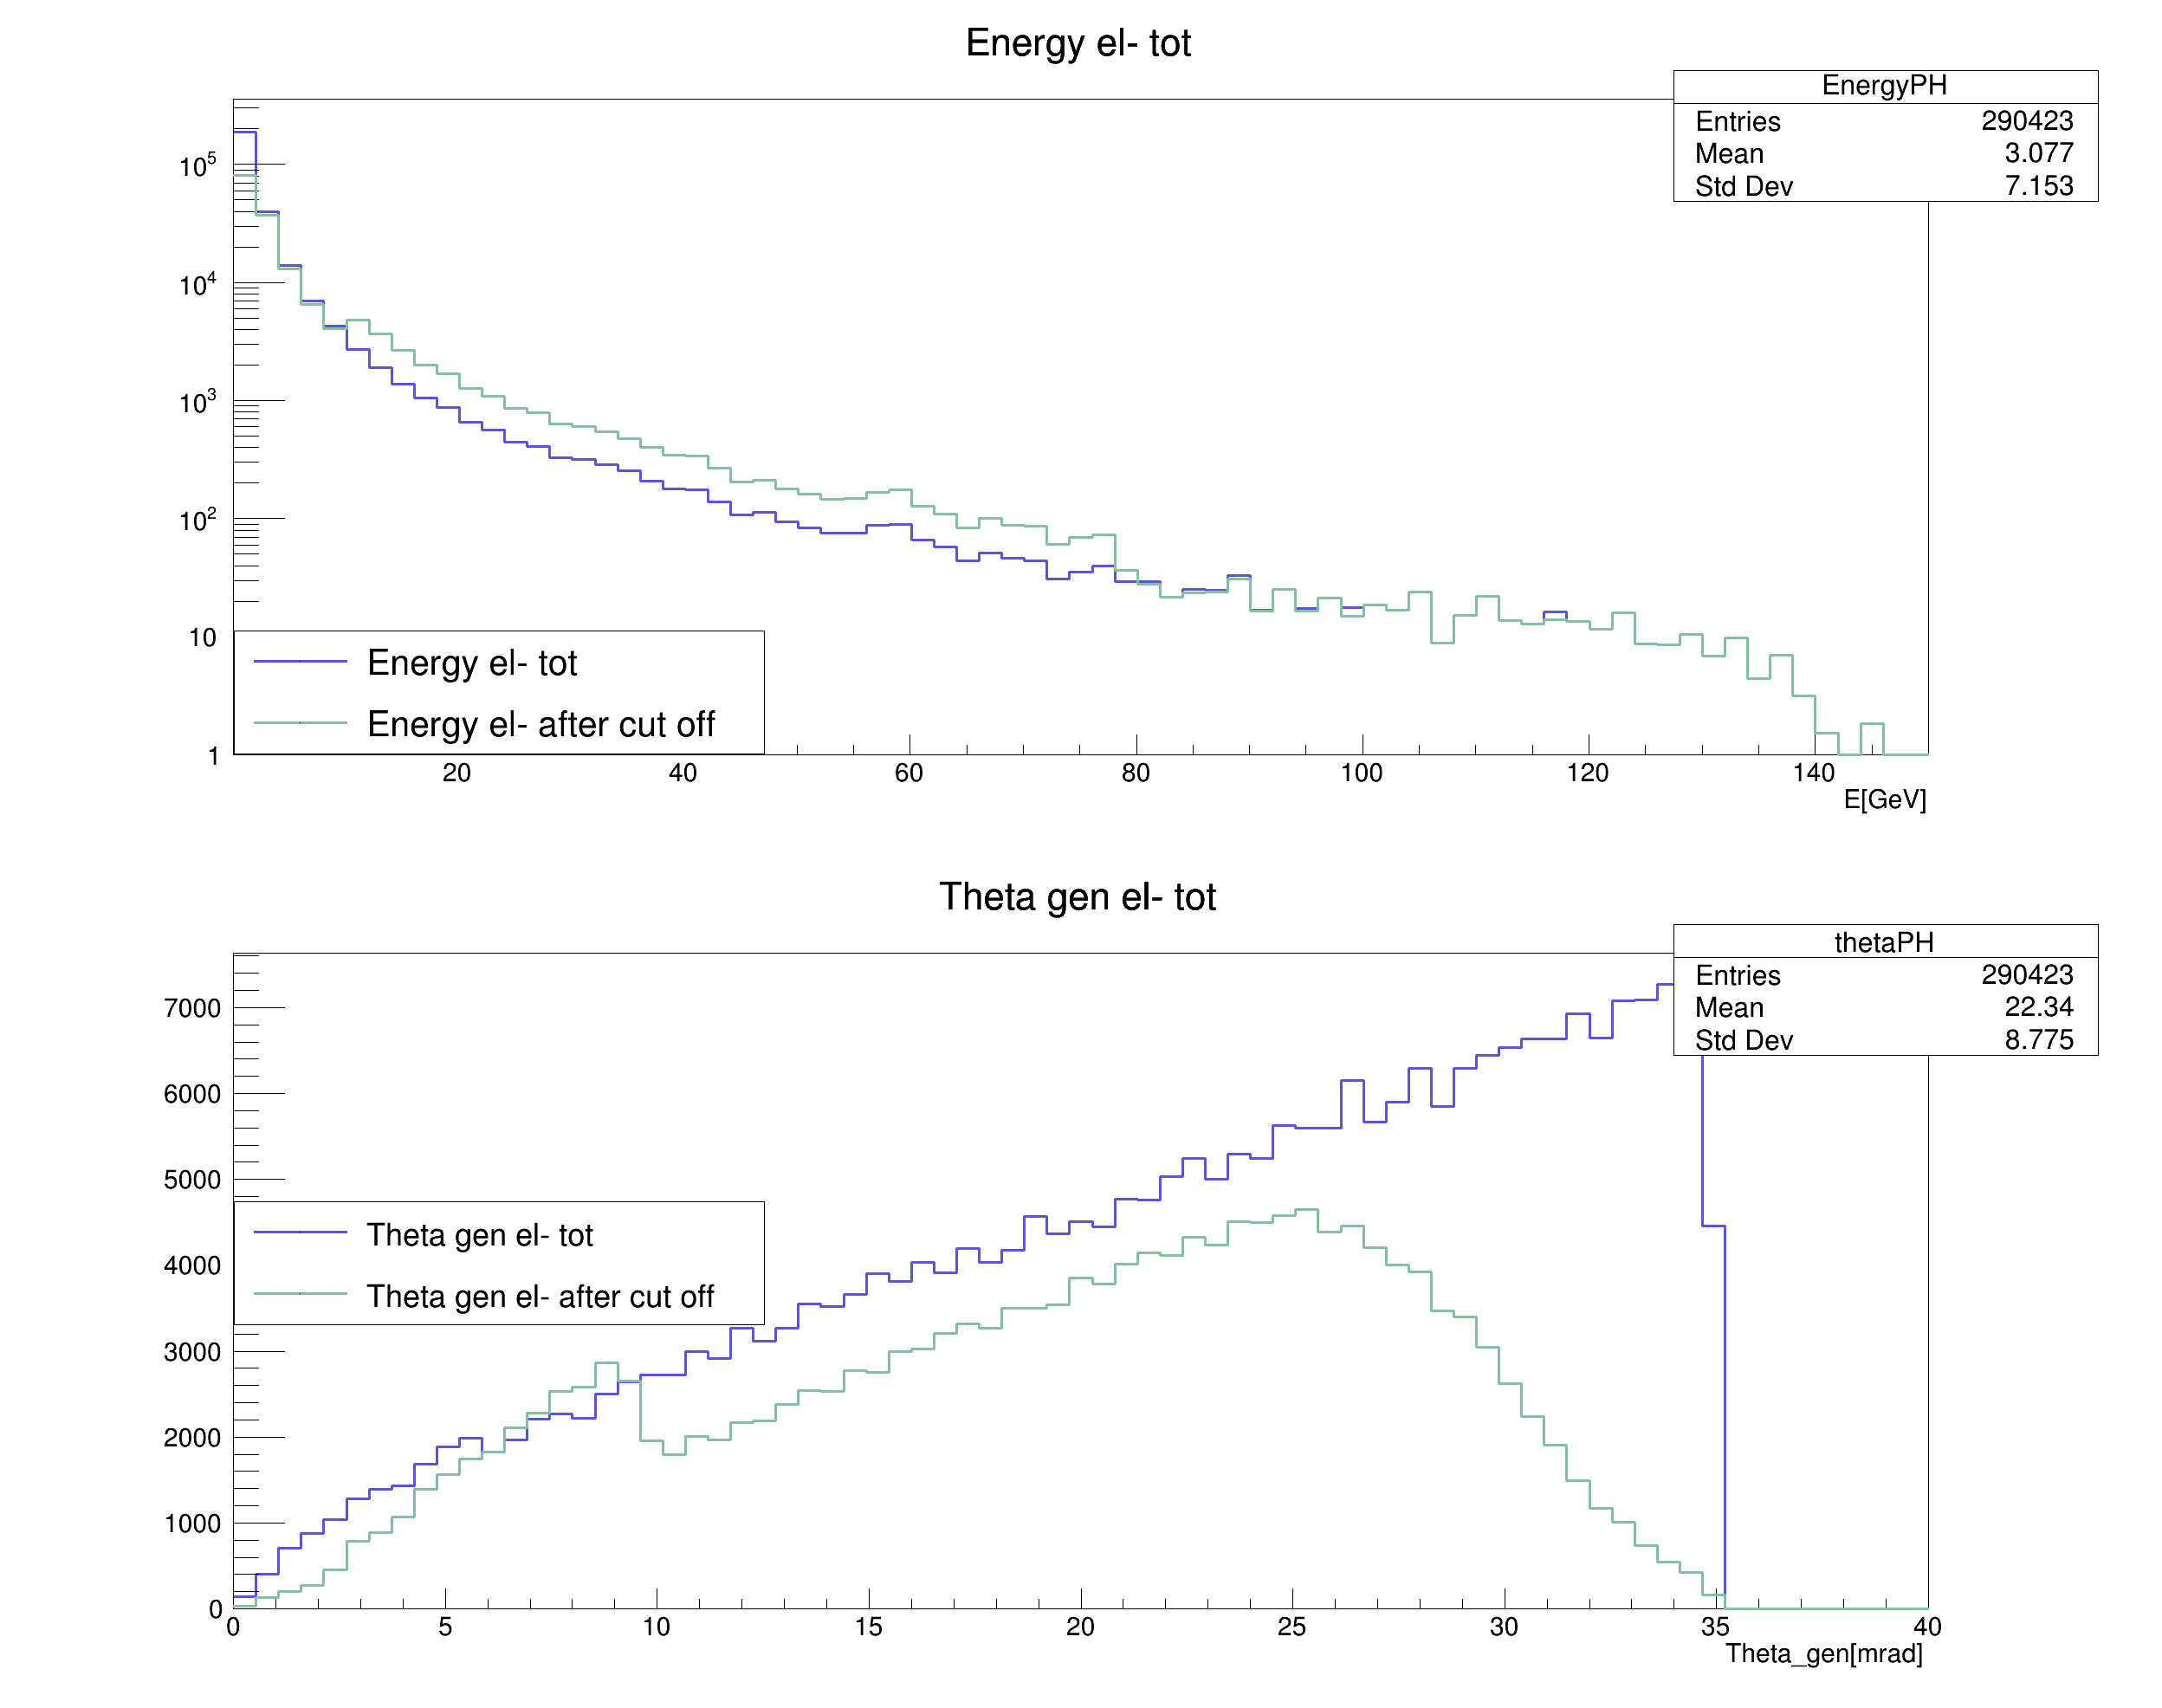 Energy el- tot
EnergyPH
Entries 290423
Mean 3.077
Std Dev 7.153
10^5
10^4
10^3
10^2
10
1
Energy el- tot
Energy el- after cut off
20 40 60 80 100 120 140
E[GeV]
Theta gen el- tot
thetaPH
Entries 290423
Mean 22.34
Std Dev 8.775
7000
6000
5000
4000
3000
2000
1000
0
Theta gen el- tot
Theta gen el- after cut off
0 5 10 15 20 25 30 35 40
Theta_gen[mrad]